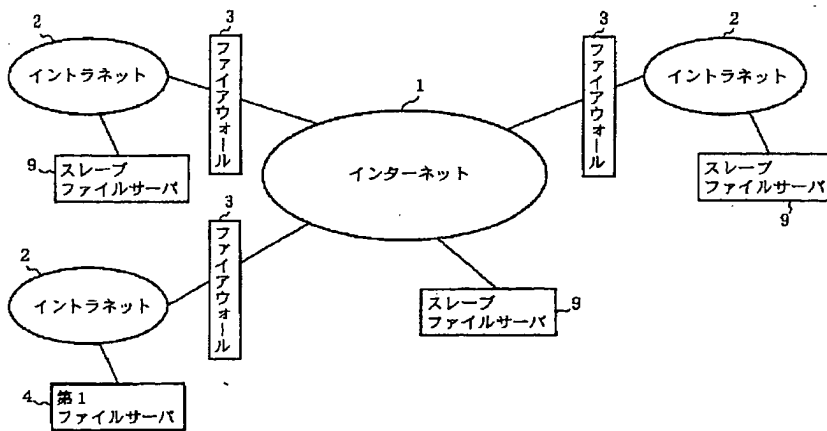 2
イントラネット
3
ファイアウォール
9
スレーブ
ファイルサーバ
1
インターネット
3
ファイアウォール
2
イントラネット
スレーブ
ファイルサーバ
9
2
イントラネット
3
ファイアウォール
スレーブ
ファイルサーバ
9
4
第1
ファイルサーバ